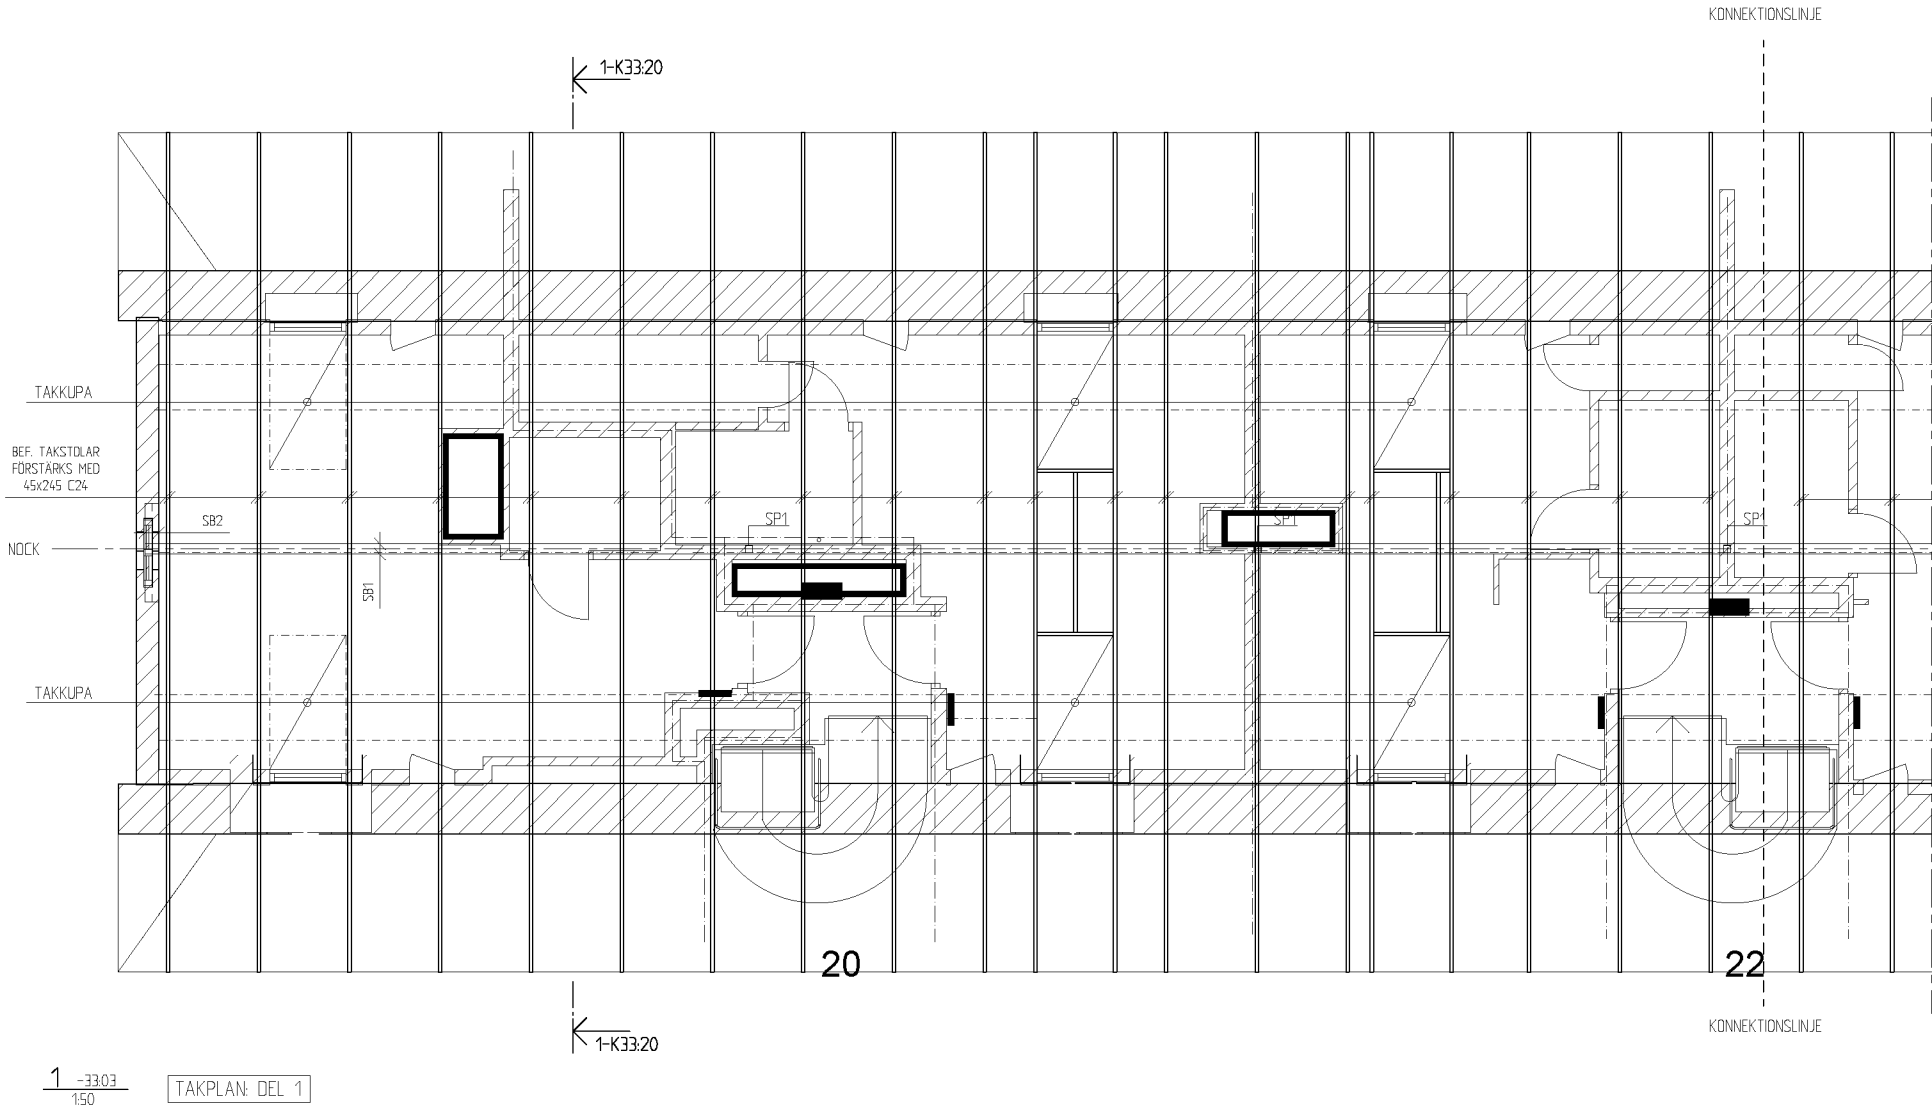 KONNEKTIONSLINJE
1-K33:20
TAKKUPA
BEF. TAKSTOLAR
FÖRSTÄRKS MED
45x245 C24
SB2
SP1
SP1
SP1
NOCK
SB1
TAKKUPA
20
22
KONNEKTIONSLINJE
1-K33:20
1 -33:03
1:50
TAKPLAN: DEL 1